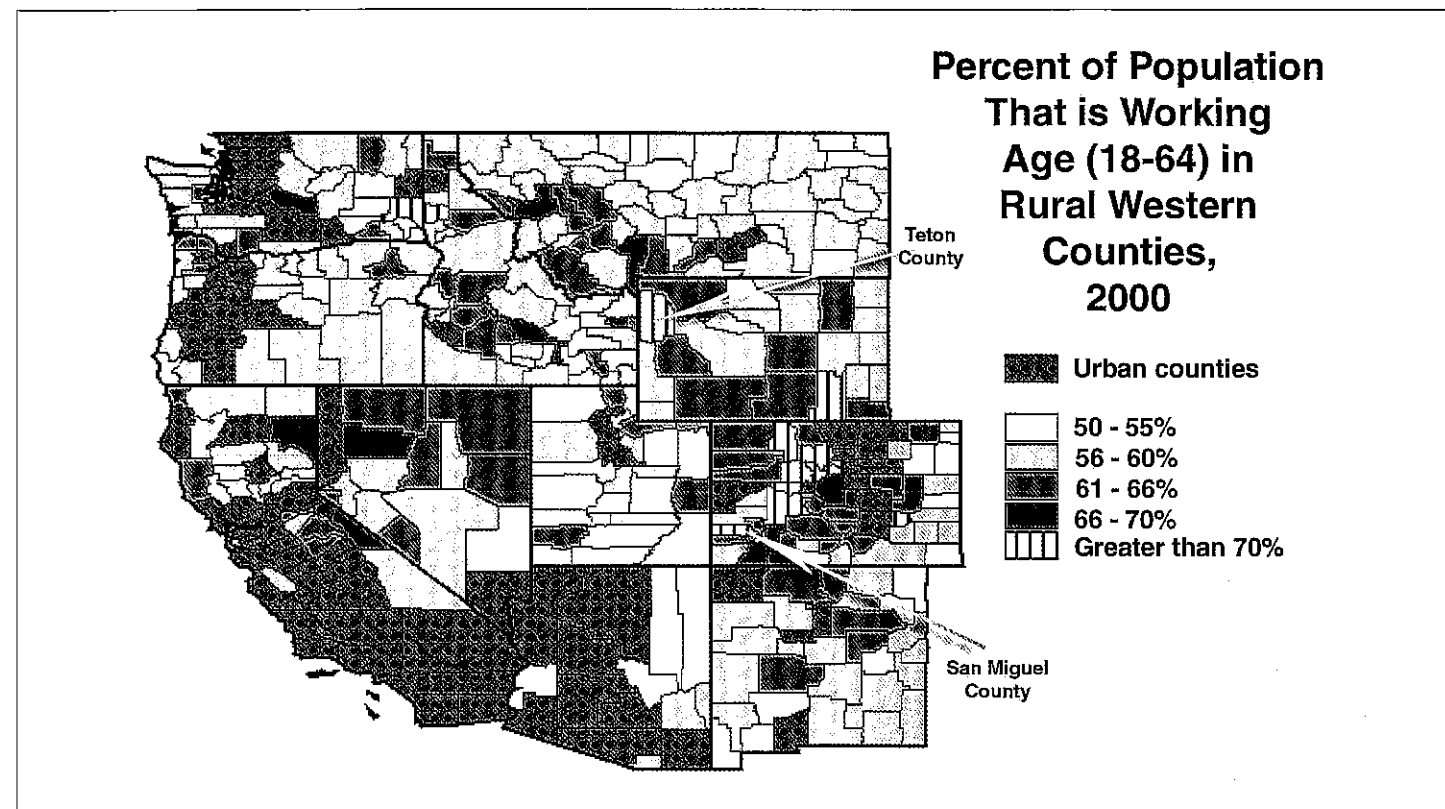 Percent of Population
That is Working
Age (18-64) in
Rural Western
Counties,
2000
Teton
County
Urban counties
50 - 55%
56 - 60%
61 - 66%
66 - 70%
Greater than 70%
San Miguel
County